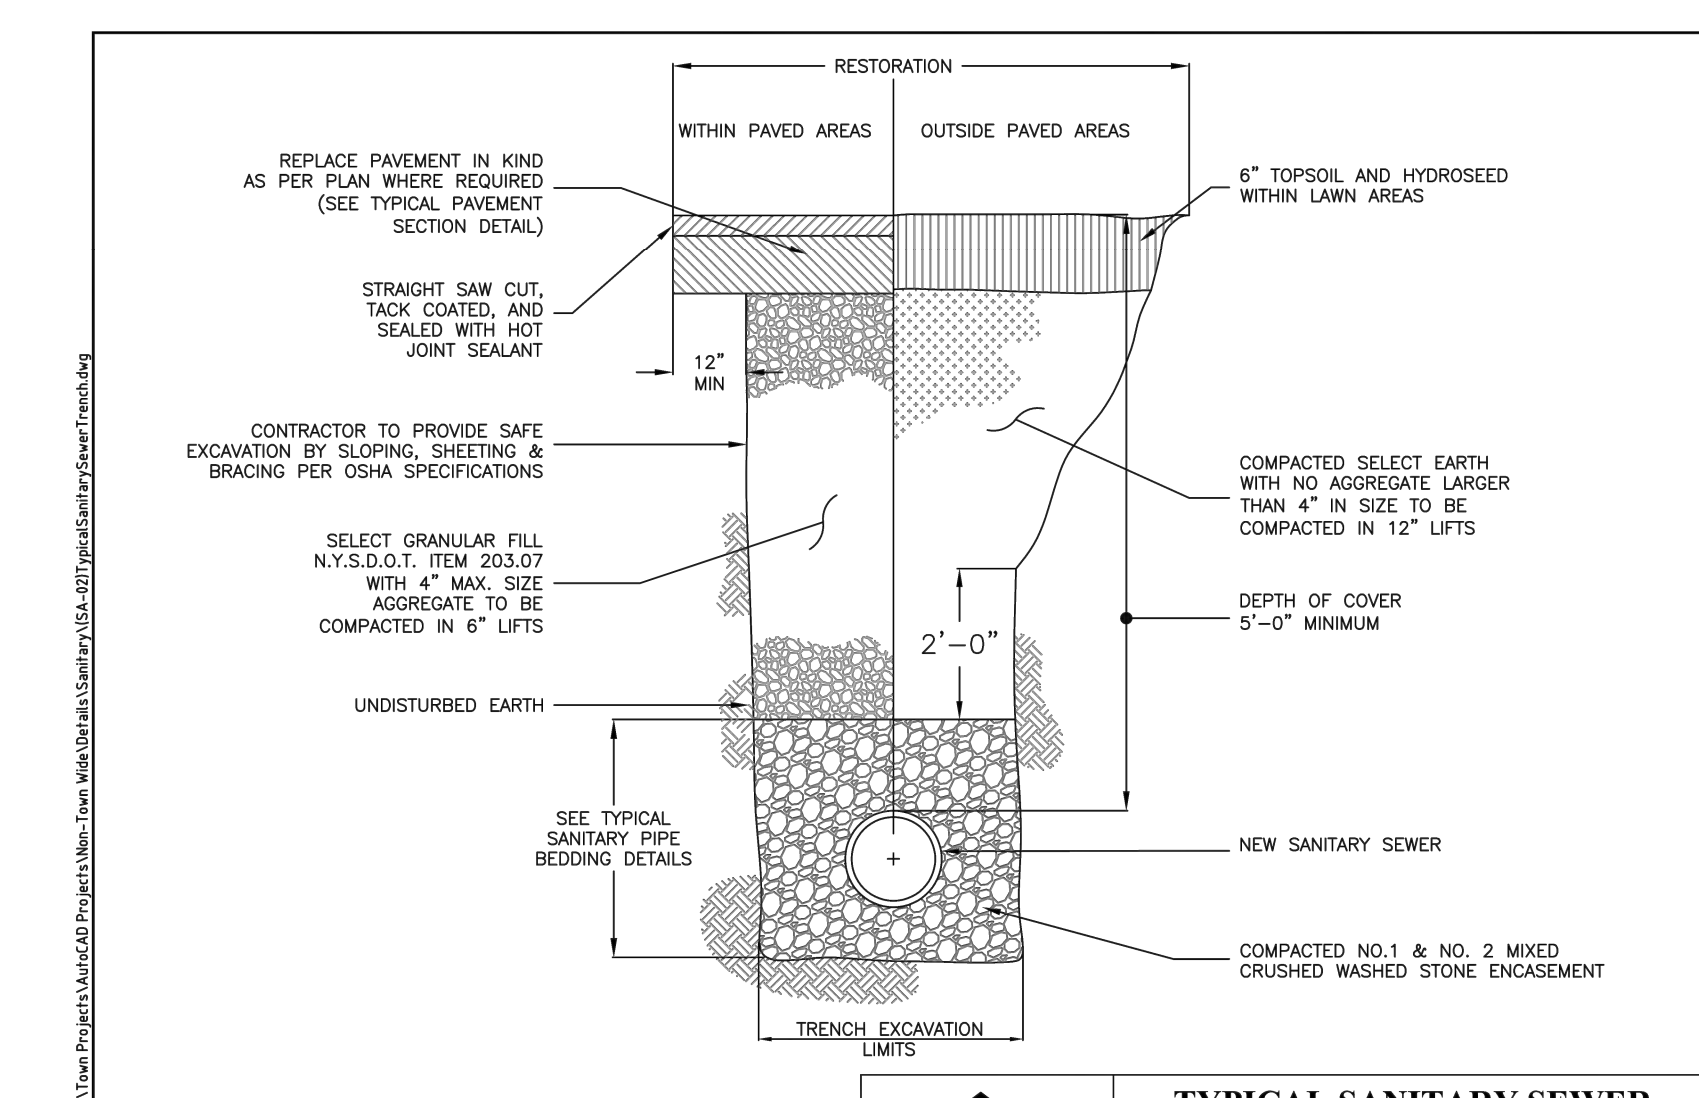 RESTORATION
WITHIN PAVED AREAS
OUTSIDE PAVED AREAS
REPLACE PAVEMENT IN KIND
AS PER PLAN WHERE REQUIRED
(SEE TYPICAL PAVEMENT
SECTION DETAIL)
6” TOPSOIL AND HYDROSEED
WITHIN LAWN AREAS
STRAIGHT SAW CUT,
TACK COATED, AND
SEALED WITH HOT
JOINT SEALANT
12”
MIN
CONTRACTOR TO PROVIDE SAFE
EXCAVATION BY SLOPING, SHEETING &
BRACING PER OSHA SPECIFICATIONS
COMPACTED SELECT EARTH
WITH NO AGGREGATE LARGER
THAN 4” IN SIZE TO BE
COMPACTED IN 12” LIFTS
SELECT GRANULAR FILL
N.Y.S.D.O.T. ITEM 203.07
WITH 4” MAX. SIZE
AGGREGATE TO BE
COMPACTED IN 6” LIFTS
DEPTH OF COVER
5’-0” MINIMUM
2’-0”
UNDISTURBED EARTH
SEE TYPICAL
SANITARY PIPE
BEDDING DETAILS
NEW SANITARY SEWER
COMPACTED NO.1 & NO. 2 MIXED
CRUSHED WASHED STONE ENCASEMENT
TRENCH EXCAVATION
LIMITS
\Town Projects\AutoCAD Projects\Non-Town Wide\Details\Sanitary\(SA-02)TypicalSanitarySewerTrench.dwg
TYPICAL SANITARY SEWER